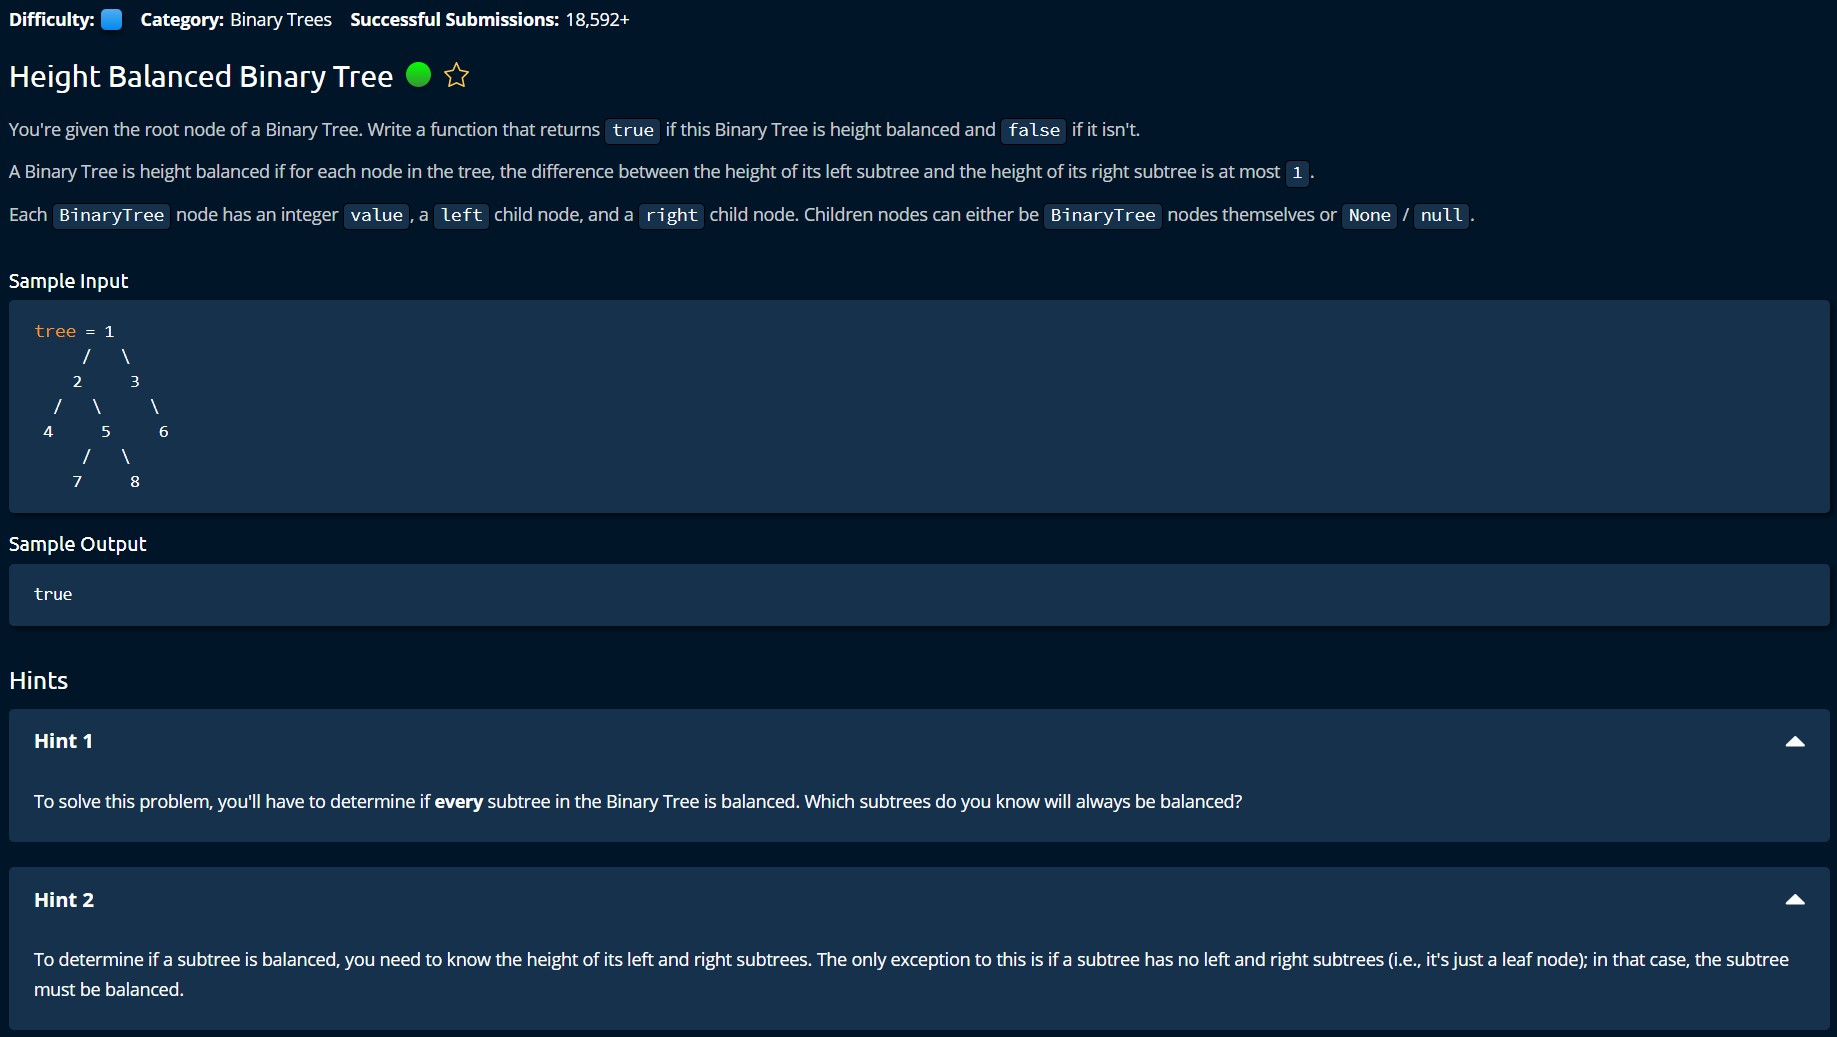 Difficulty: Category: Binary Trees Successful Submissions: 18,592+
Height Balanced Binary Tree
You're given the root node of a Binary Tree. Write a function that returns true if this Binary Tree is height balanced and false if it isn't.
A Binary Tree is height balanced if for each node in the tree, the difference between the height of its left subtree and the height of its right subtree is at most 1 .
Each BinaryTree node has an integer value , a left child node, and a right child node. Children nodes can either be BinaryTree nodes themselves or None / null .
Sample Input
tree = 1
     /   \
    2     3
  /   \     \
 4     5     6
     /   \
    7     8
Sample Output
true
Hints
Hint 1
To solve this problem, you'll have to determine if every subtree in the Binary Tree is balanced. Which subtrees do you know will always be balanced?
Hint 2
To determine if a subtree is balanced, you need to know the height of its left and right subtrees. The only exception to this is if a subtree has no left and right subtrees (i.e., it's just a leaf node); in that case, the subtree
must be balanced.